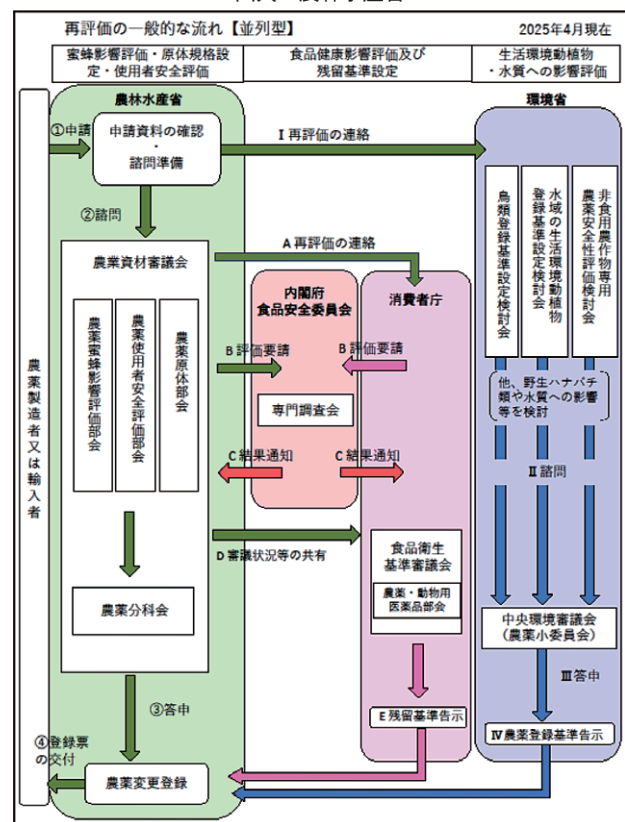 再評価の一般的な流れ【並列型】
2025年4月現在
蜜蜂影響評価・原体規格設
定・使用者安全評価
食品健康影響評価及び
残留基準設定
生活環境動植物
・水質への影響評価
農林水産省
環境省
①申請
申請資料の確認
・
諮問準備
Ⅰ再評価の連絡
②諮問
農薬製造者又は輸入者
農業資材審議会
A 再評価の連絡
鳥類登録基準設定検討会
水域の生活環境動植物
登録基準設定検討会
非食用農作物専用
農薬安全性評価検討会
内閣府
食品安全委員会
消費者庁
農薬蜜蜂影響評価部会
農薬使用者安全評価部会
農薬原体部会
B 評価要請
B 評価要請
他、野生ハナバチ
類や水質への影響
等を検討
専門調査会
C 結果通知
C 結果通知
Ⅱ諮問
D 審議状況等の共有
食品衛生
基準審議会
農薬・動物用
医薬品部会
農薬分科会
中央環境審議会
(農薬小委員会)
③答申
Ⅲ答申
E 残留基準告示
Ⅳ農薬登録基準告示
④登録票
の交付
農薬変更登録